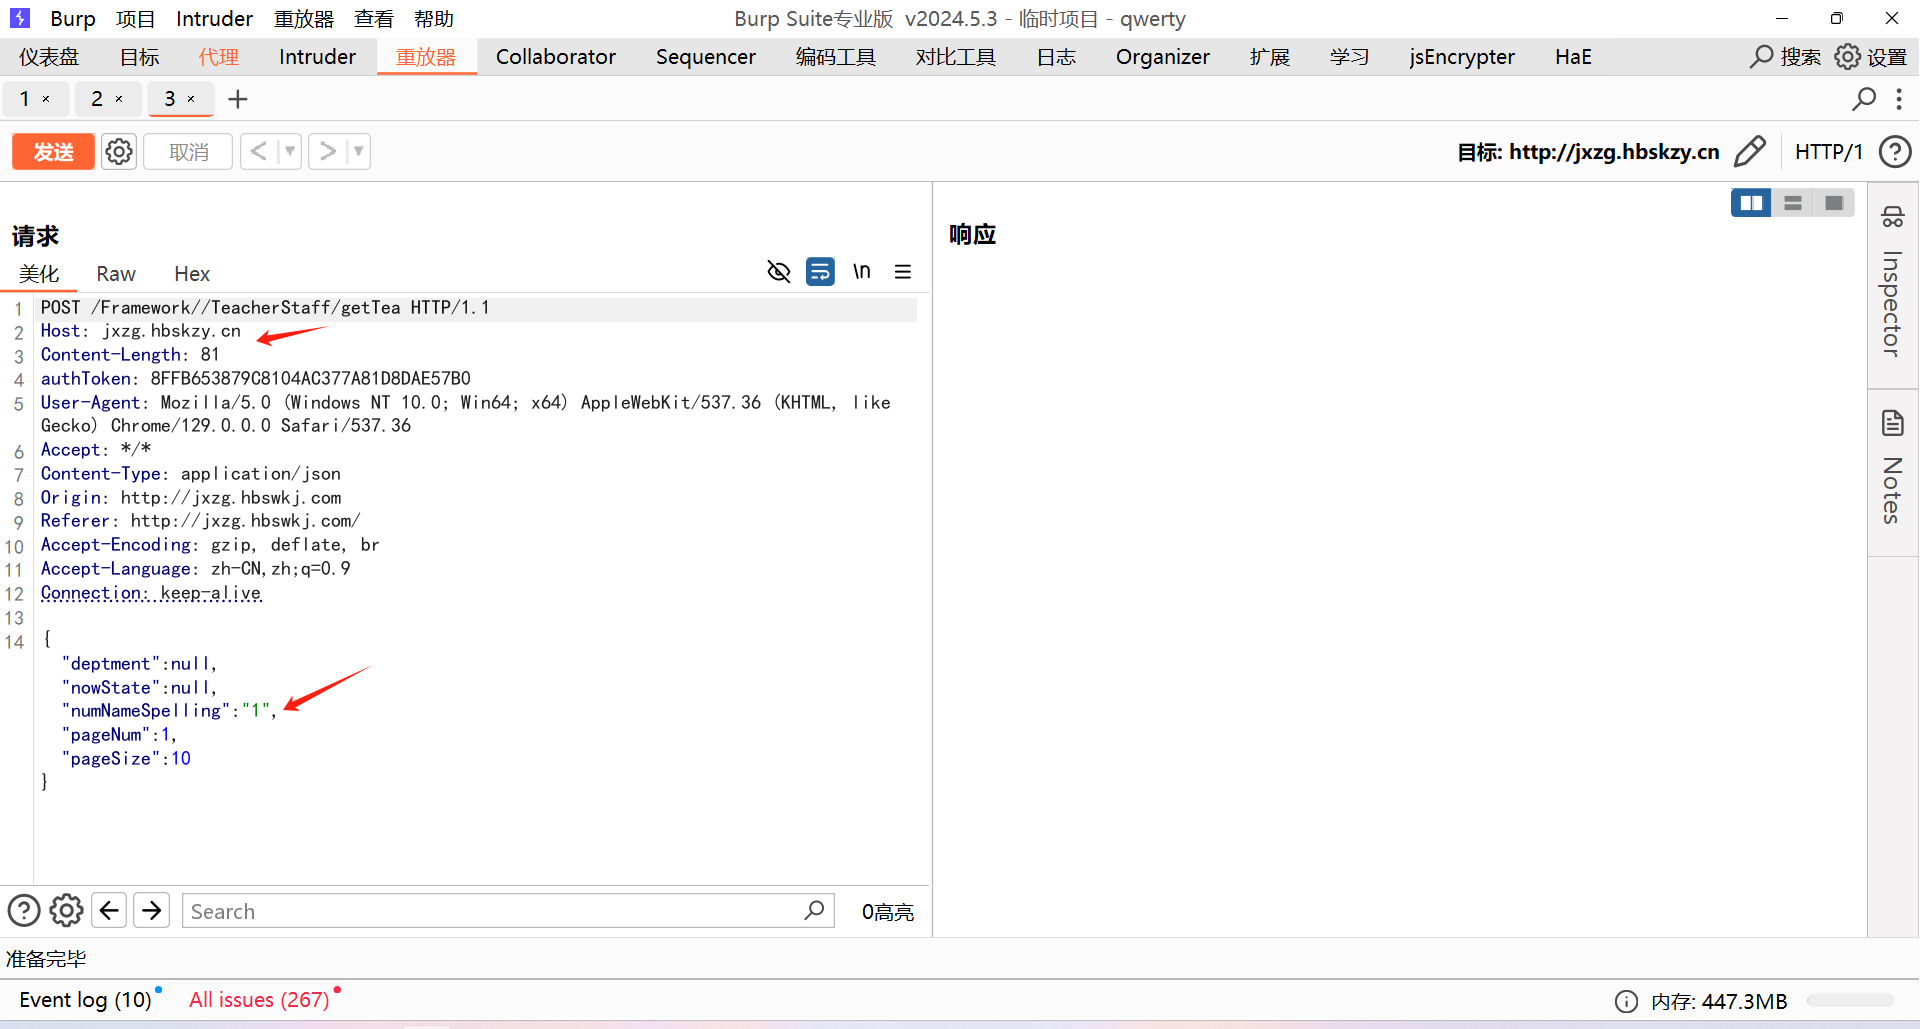 Burp 项目 Intruder 重放器 查看 帮助 Burp Suite专业版 v2024.5.3 - 临时项目 - qwerty
仪表盘 目标 代理 Intruder 重放器 Collaborator Sequencer 编码工具 对比工具 日志 Organizer 扩展 学习 jsEncrypter HaE 搜索 设置
1 × 2 × 3 × +
发送 取消 < > 目标: http://jxzg.hbskzy.cn HTTP/1
请求
美化 Raw Hex \n
1 POST /Framework//TeacherStaff/getTea HTTP/1.1
2 Host: jxzg.hbskzy.cn
3 Content-Length: 81
4 authToken: 8FFB653879C8104AC377A81D8DAE57B0
5 User-Agent: Mozilla/5.0 (Windows NT 10.0; Win64; x64) AppleWebKit/537.36 (KHTML, like
Gecko) Chrome/129.0.0.0 Safari/537.36
6 Accept: */*
7 Content-Type: application/json
8 Origin: http://jxzg.hbswkj.com
9 Referer: http://jxzg.hbswkj.com/
10 Accept-Encoding: gzip, deflate, br
11 Accept-Language: zh-CN,zh;q=0.9
12 Connection: keep-alive
13
14 {
"deptment":null,
"nowState":null,
"numNameSpelling":"1",
"pageNum":1,
"pageSize":10
}
Search 0高亮
响应
Inspector
Notes
准备完毕
Event log (10) All issues (267) 内存: 447.3MB